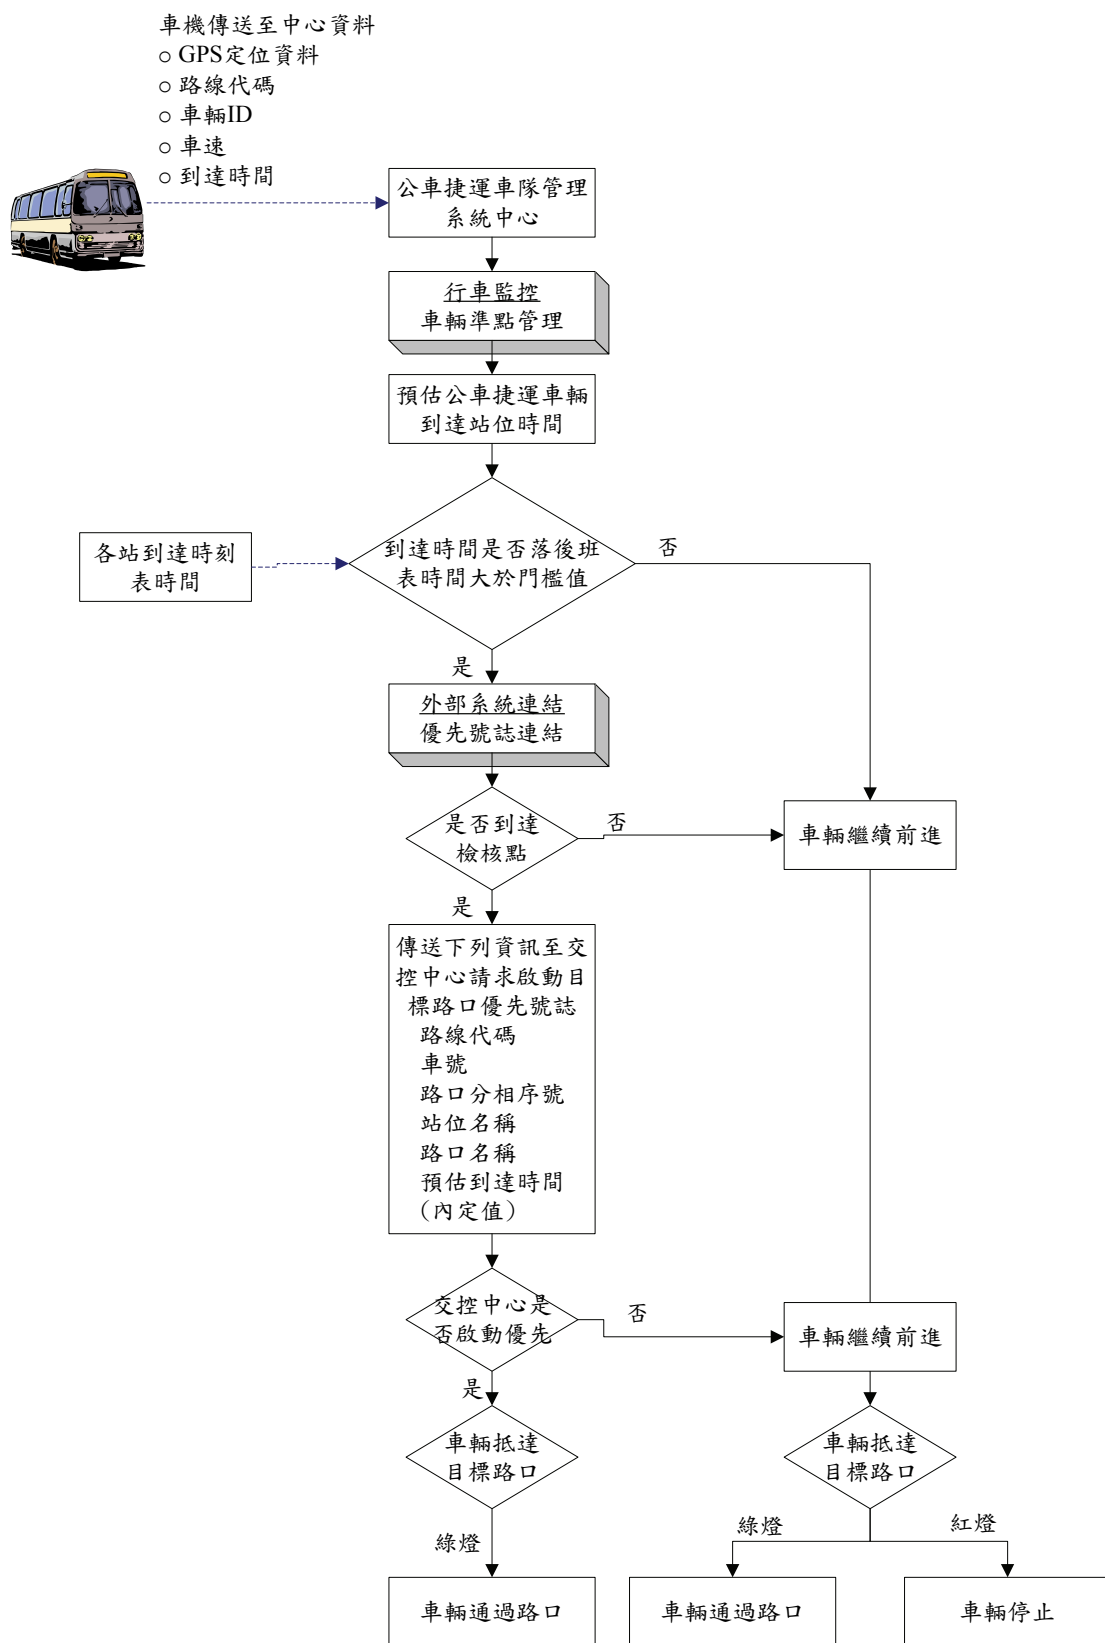 車機傳送至中心資料
○ GPS定位資料
○ 路線代碼
○ 車輛ID
○ 車速
○ 到達時間
公車捷運車隊管理
系統中心
行車監控
車輛準點管理
預估公車捷運車輛
到達站位時間
各站到達時刻
表時間
到達時間是否落後班
表時間大於門檻值
否
是
外部系統連結
優先號誌連結
是否到達
檢核點
否
車輛繼續前進
是
傳送下列資訊至交
控中心請求啟動目
標路口優先號誌
路線代碼
車號
路口分相序號
站位名稱
路口名稱
預估到達時間
(內定值)
交控中心是
否啟動優先
否
車輛繼續前進
是
車輛抵達
目標路口
車輛抵達
目標路口
綠燈
綠燈
紅燈
車輛通過路口
車輛通過路口
車輛停止